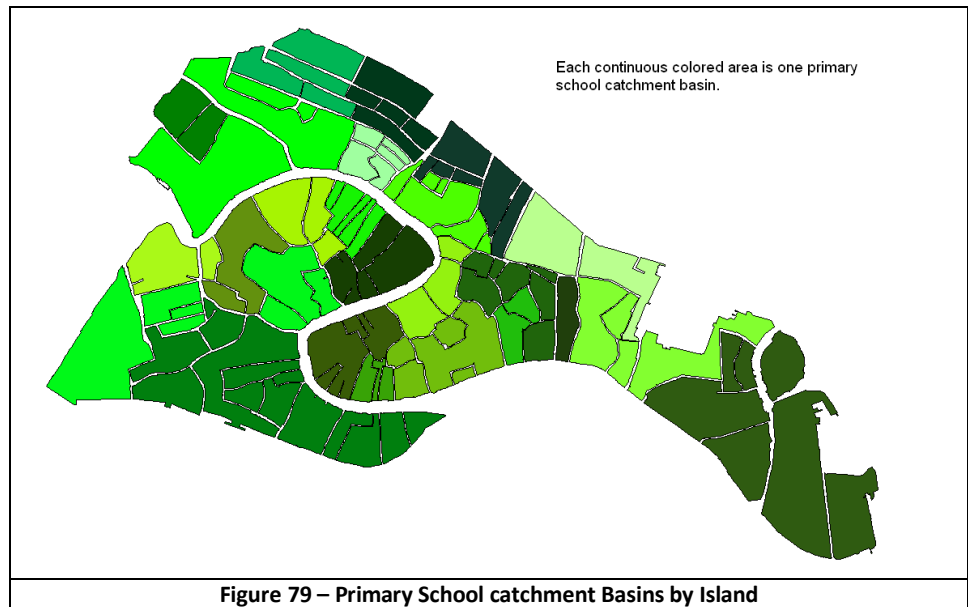 Each continuous colored area is one primary
school catchment basin.
Figure 79 – Primary School catchment Basins by Island